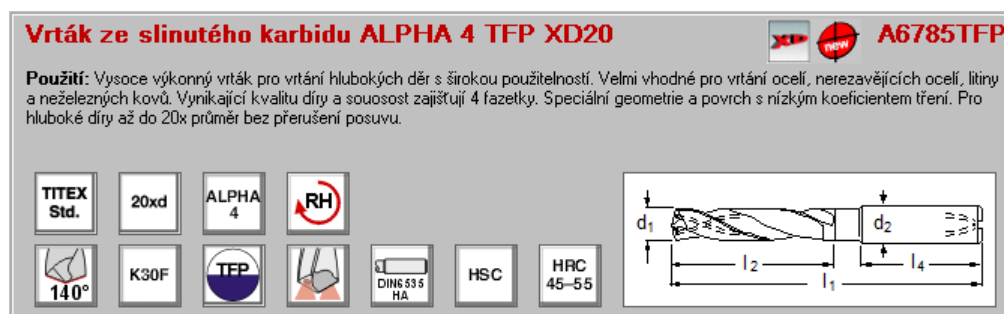 Vrták ze slinutého karbidu ALPHA 4 TFP XD20
XD
new
A6785TFP
Použití: Vysoce výkonný vrták pro vrtání hlubokých děr s širokou použitelností. Velmi vhodné pro vrtání ocelí, nerezavějících ocelí, litiny
a neželezných kovů. Vynikající kvalitu díry a souosost zajišťují 4 fazetky. Speciální geometrie a povrch s nízkým koeficientem tření. Pro
hluboké díry až do 20x průměr bez přerušení posuvu.
TITEX
Std.
20xd
ALPHA
4
RH
140°
K30F
TFP
DIN6535
HA
HSC
HRC
45–55
d1
d2
l2
l4
l1